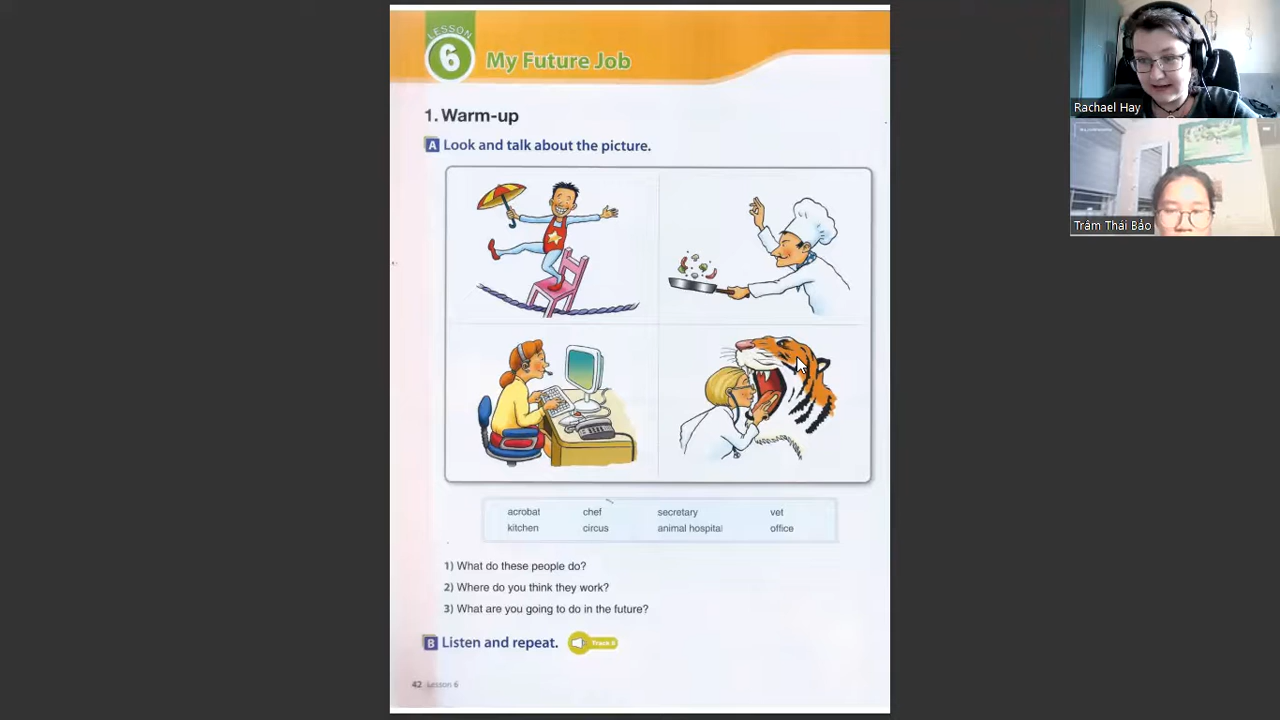 LESSON
6
My Future Job
1. Warm-up
A Look and talk about the picture.
acrobat chef secretary vet
kitchen circus animal hospital office
1) What do these people do?
2) Where do you think they work?
3) What are you going to do in the future?
B Listen and repeat.
42 Lesson 6
Rachael Hay
Trâm Thái Bảo